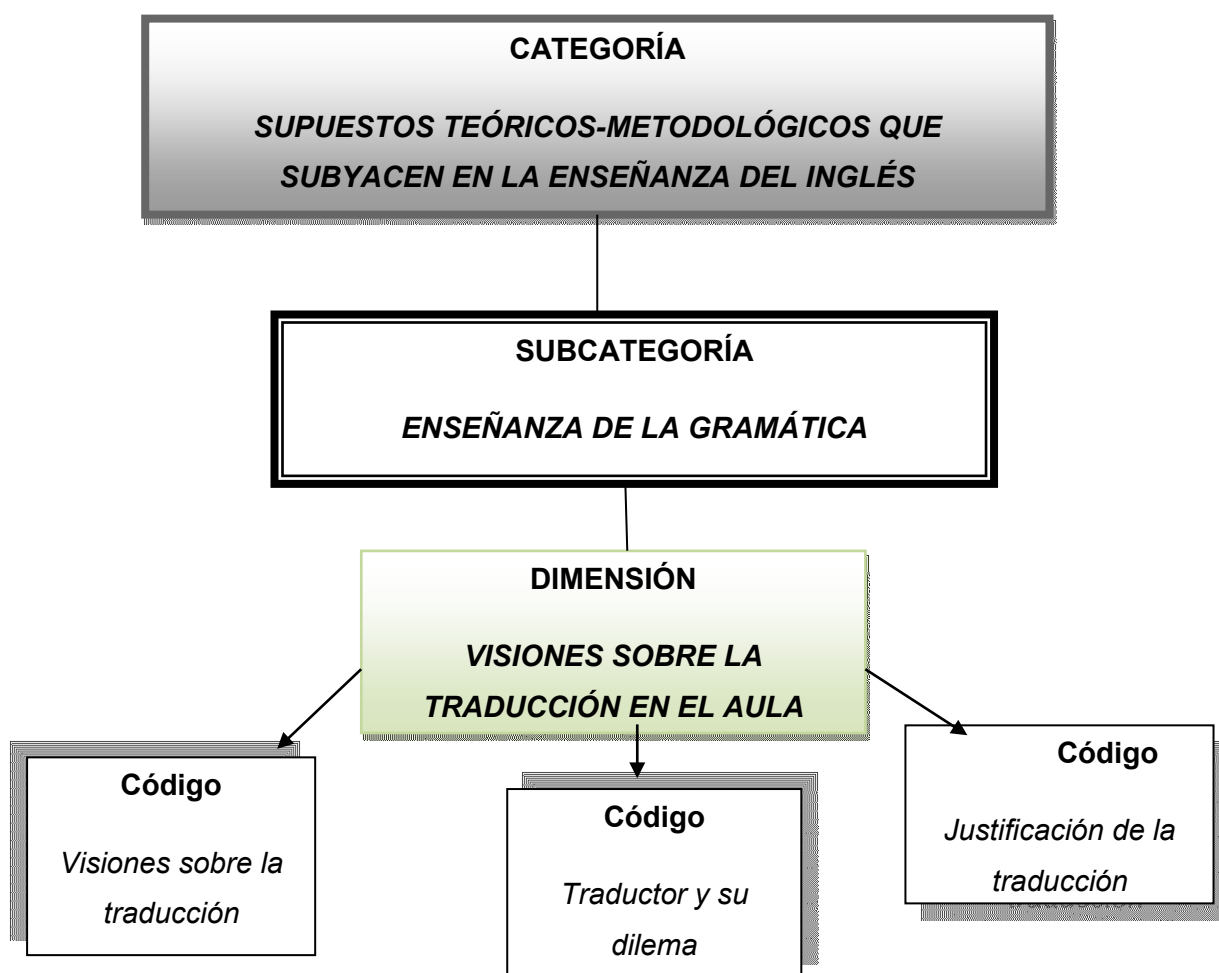 CATEGORÍA
SUPUESTOS TEÓRICOS-METODOLÓGICOS QUE
SUBYACEN EN LA ENSEÑANZA DEL INGLÉS
SUBCATEGORÍA
ENSEÑANZA DE LA GRAMÁTICA
DIMENSIÓN
VISIONES SOBRE LA
TRADUCCIÓN EN EL AULA
Código
Visiones sobre la
traducción
Código
Traductor y su
dilema
Código
Justificación de la
traducción